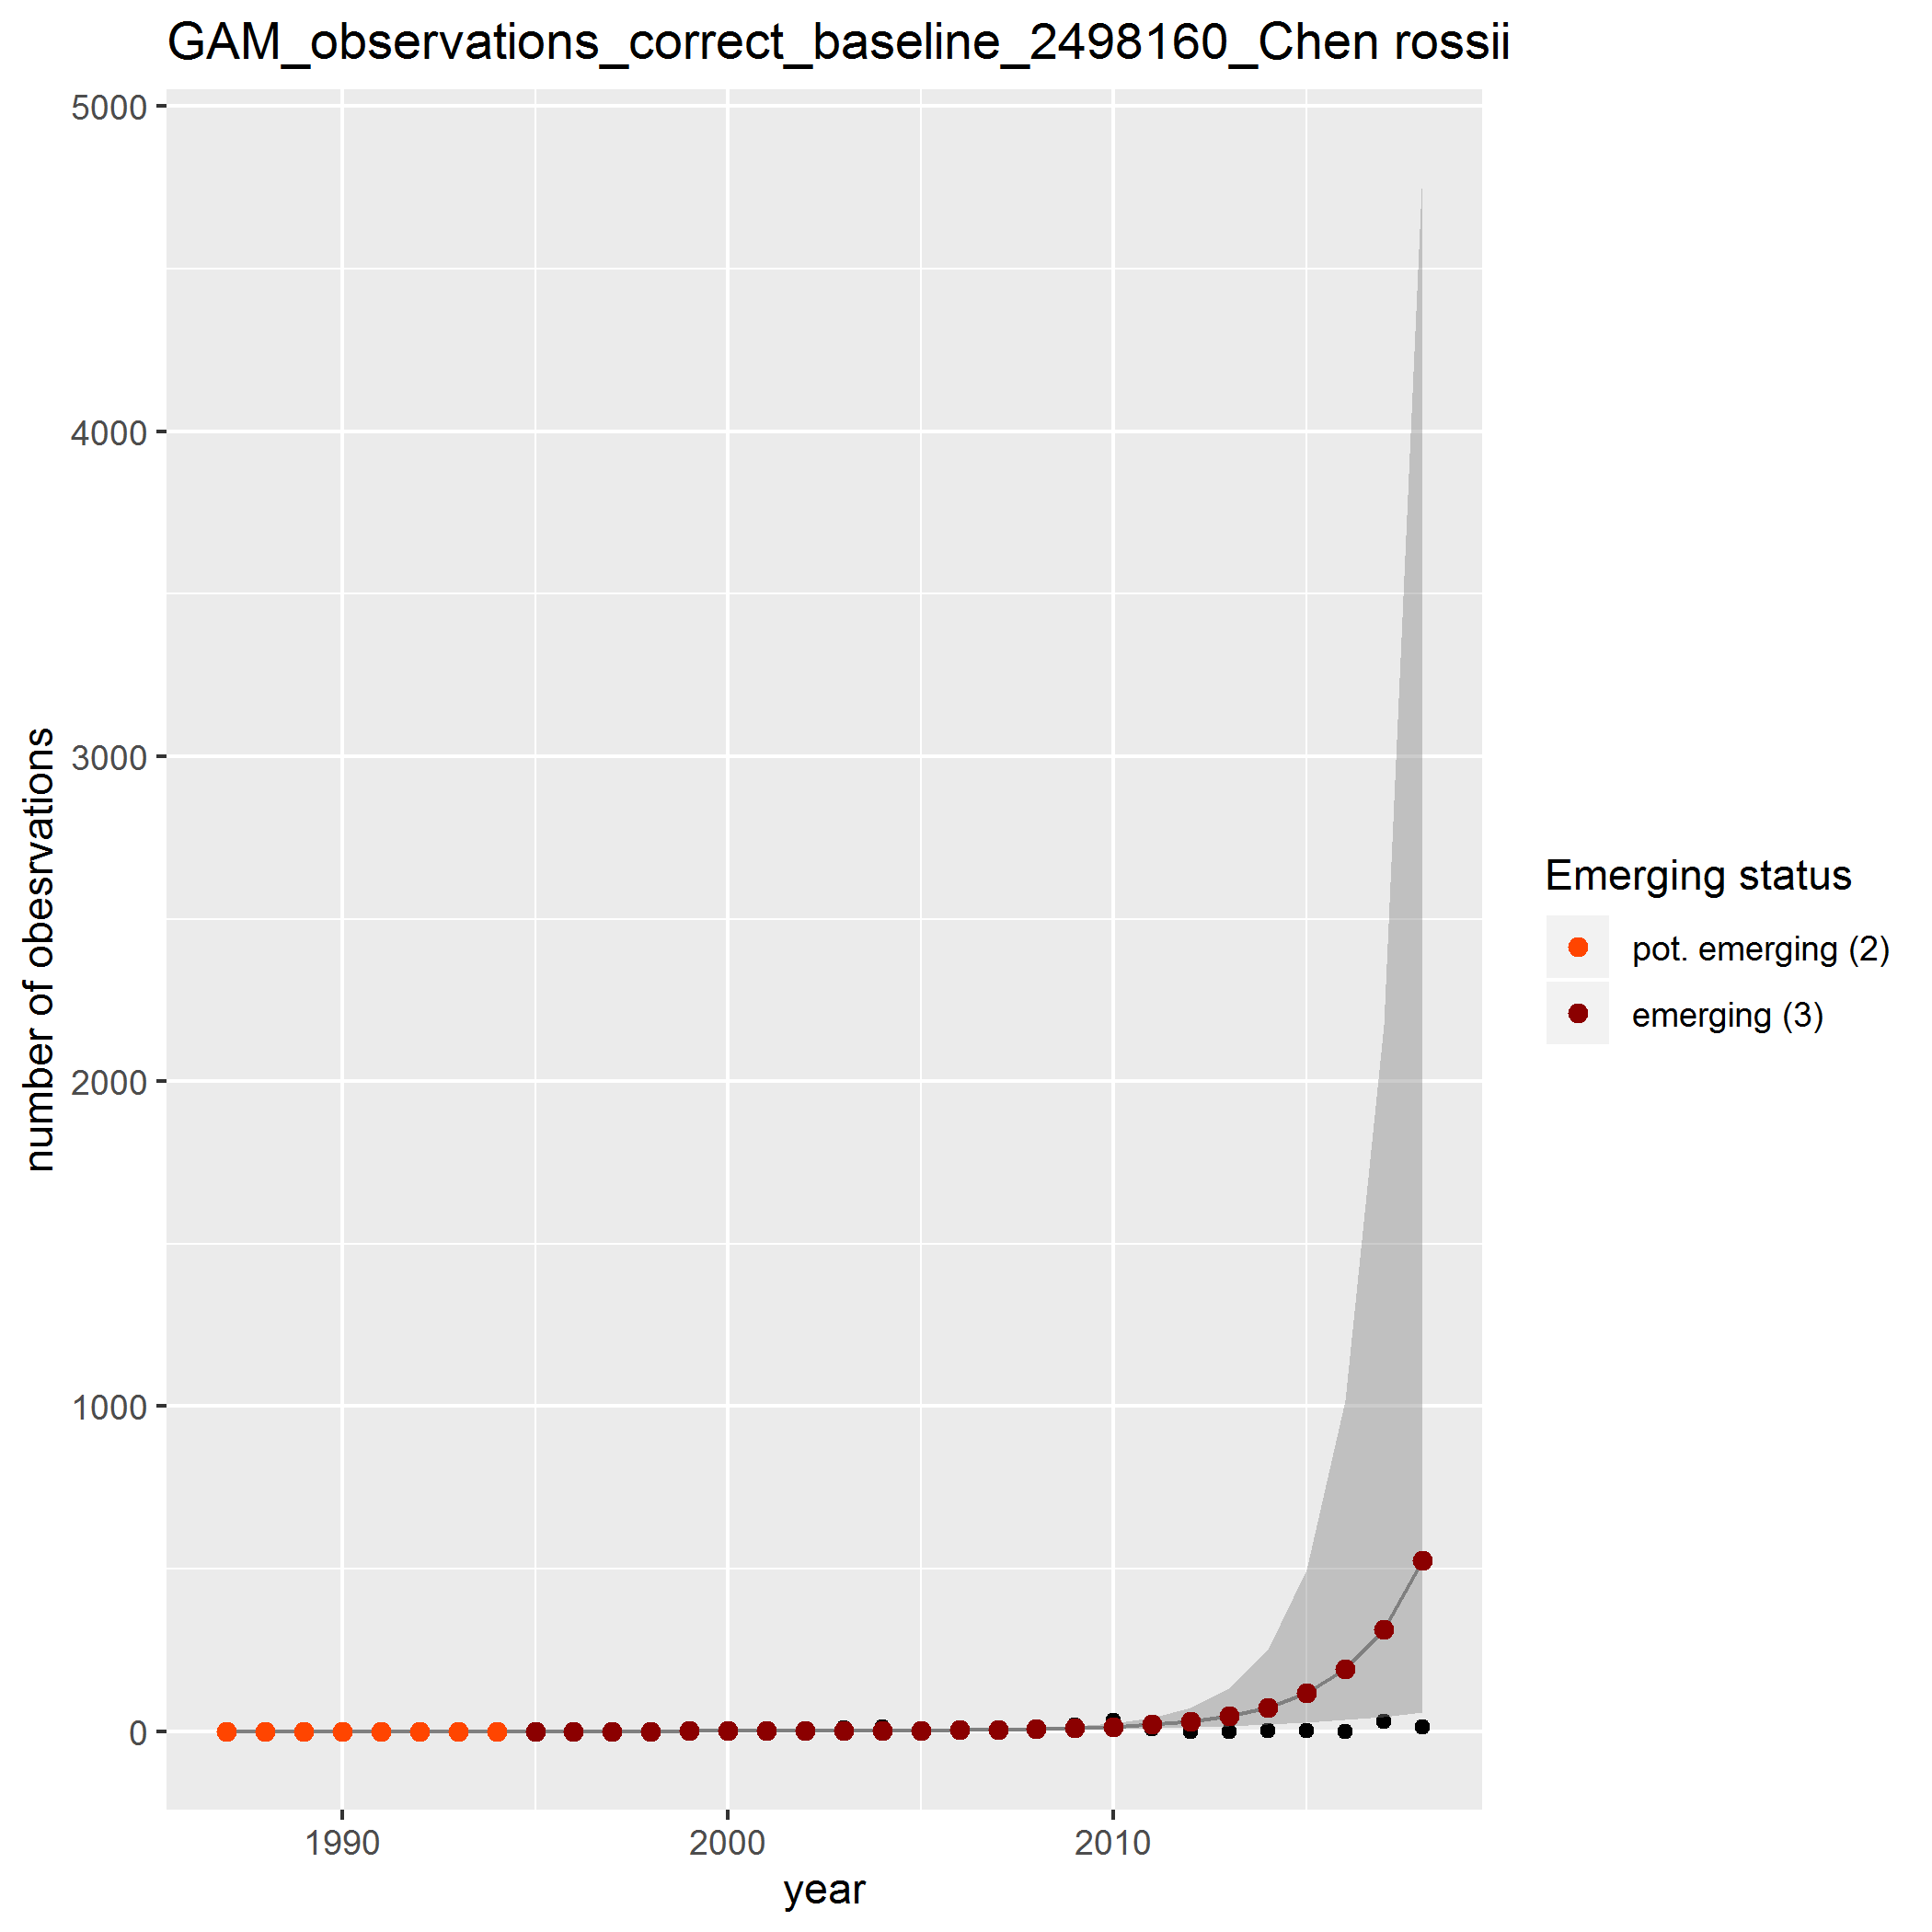 GAM_observations_correct_baseline_2498160_Chen rossii
5000
4000
3000
2000
1000
0
number of obesrvations
1990
2000
2010
year
Emerging status
pot. emerging (2)
emerging (3)